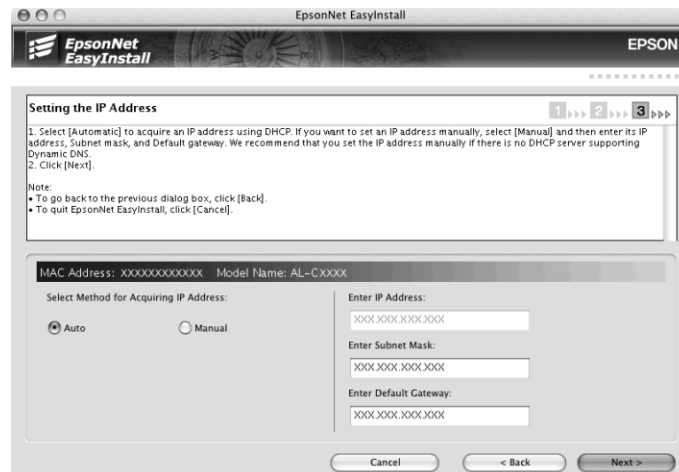 EpsonNet EasyInstall
EpsonNet
EasyInstall
EPSON
Setting the IP Address
1 2 3
1. Select [Automatic] to acquire an IP address using DHCP. If you want to set an IP address manually, select [Manual] and then enter its IP
address, Subnet mask, and Default gateway. We recommend that you set the IP address manually if there is no DHCP server supporting
Dynamic DNS.
2. Click [Next].
Note:
• To go back to the previous dialog box, click [Back].
• To quit EpsonNet EasyInstall, click [Cancel].
MAC Address: XXXXXXXXXXXX Model Name: AL-CXXXX
Select Method for Acquiring IP Address:
Auto
Manual
Enter IP Address:
XXX.XXX.XXX.XXX
Enter Subnet Mask:
XXX.XXX.XXX.XXX
Enter Default Gateway:
XXX.XXX.XXX.XXX
Cancel
< Back
Next >